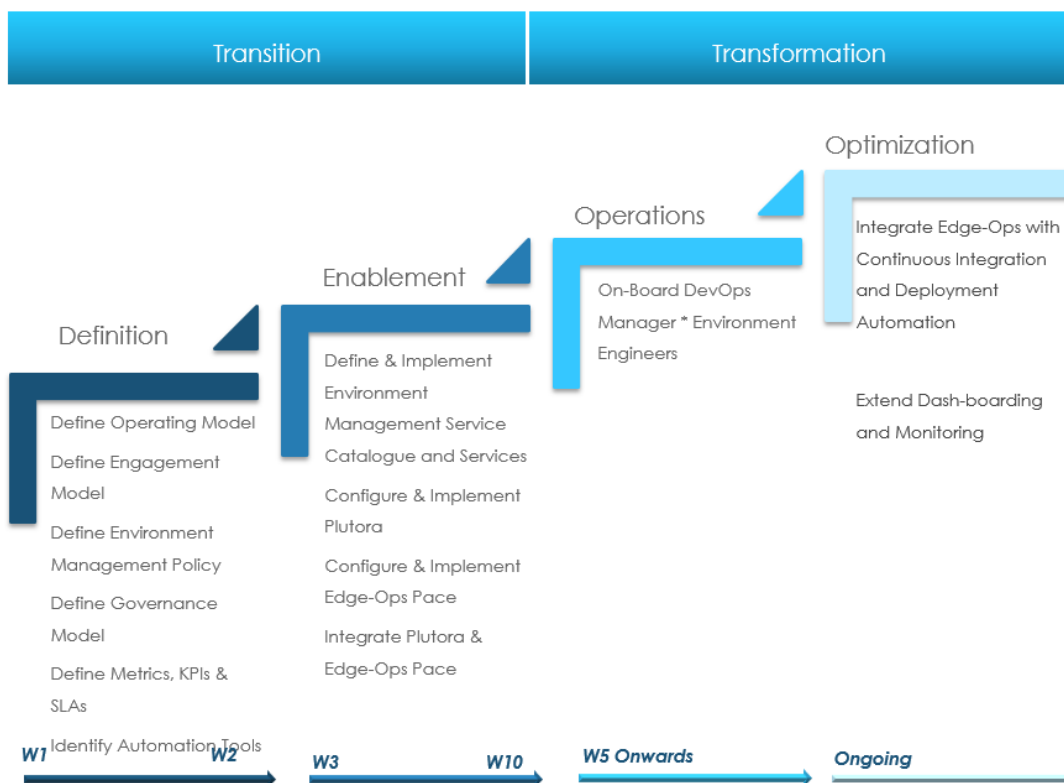 Transition
Transformation
Optimization
Operations
Enablement
Definition
Define Operating Model
Define Engagement
Model
Define Environment
Management Policy
Define Governance
Model
Define Metrics, KPIs &
SLAs
Identify Automation Tools
Define & Implement
Environment
Management Service
Catalogue and Services
Configure & Implement
Plutora
Configure & Implement
Edge-Ops Pace
Integrate Plutora &
Edge-Ops Pace
On-Board DevOps
Manager * Environment
Engineers
Integrate Edge-Ops with
Continuous Integration
and Deployment
Automation
Extend Dash-boarding
and Monitoring
W1
W2
W3
W10
W5 Onwards
Ongoing